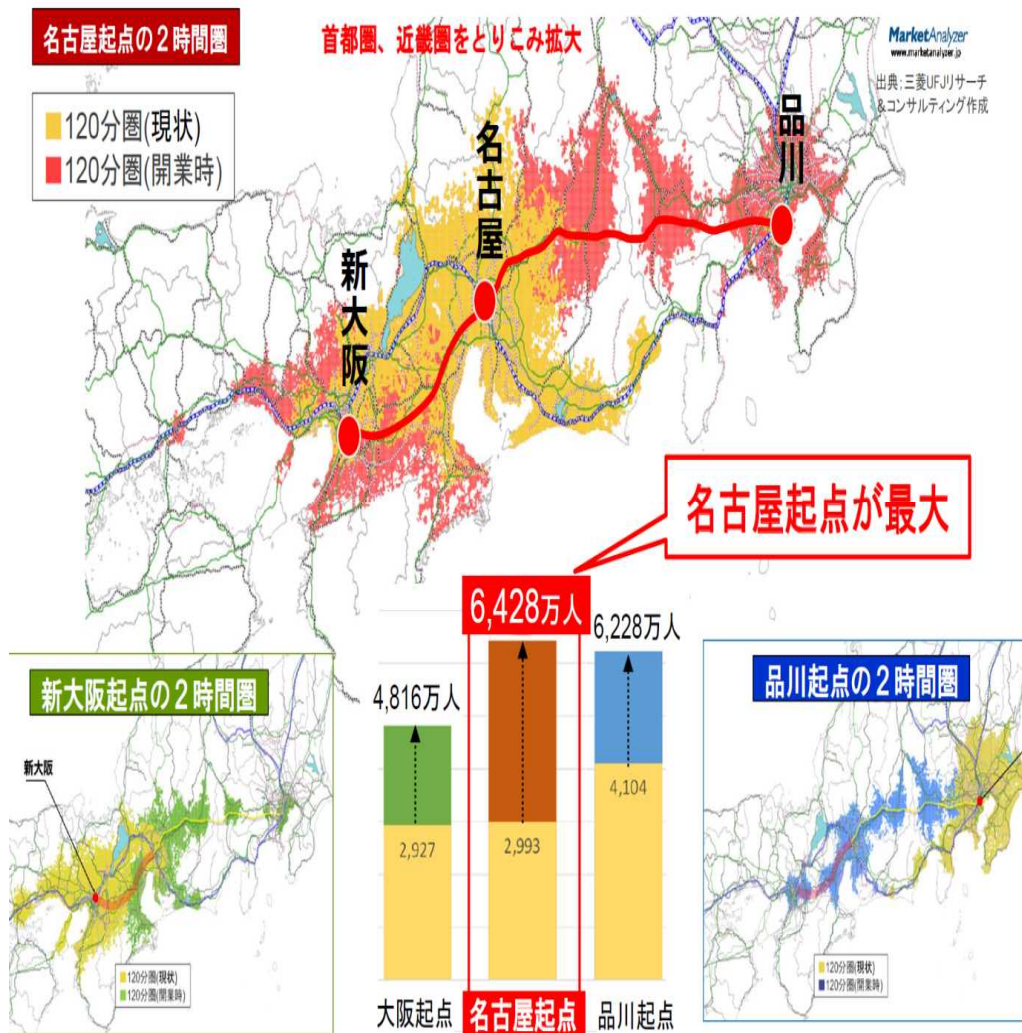 名古屋起点の2時間圏
首都圏、近畿圏をとりこみ拡大
MarketAnalyzer
www.marketanalyzer.jp
出典:三菱UFJリサーチ
&コンサルティング作成
120分圏(現状)
120分圏(開業時)
品川
名古屋
新大阪
名古屋起点が最大
6,428万人
6,228万人
4,816万人
2,927
2,993
4,104
大阪起点
名古屋起点
品川起点
新大阪起点の2時間圏
新大阪
120分圏(現状)
120分圏(開業時)
品川起点の2時間圏
120分圏(現状)
120分圏(開業時)